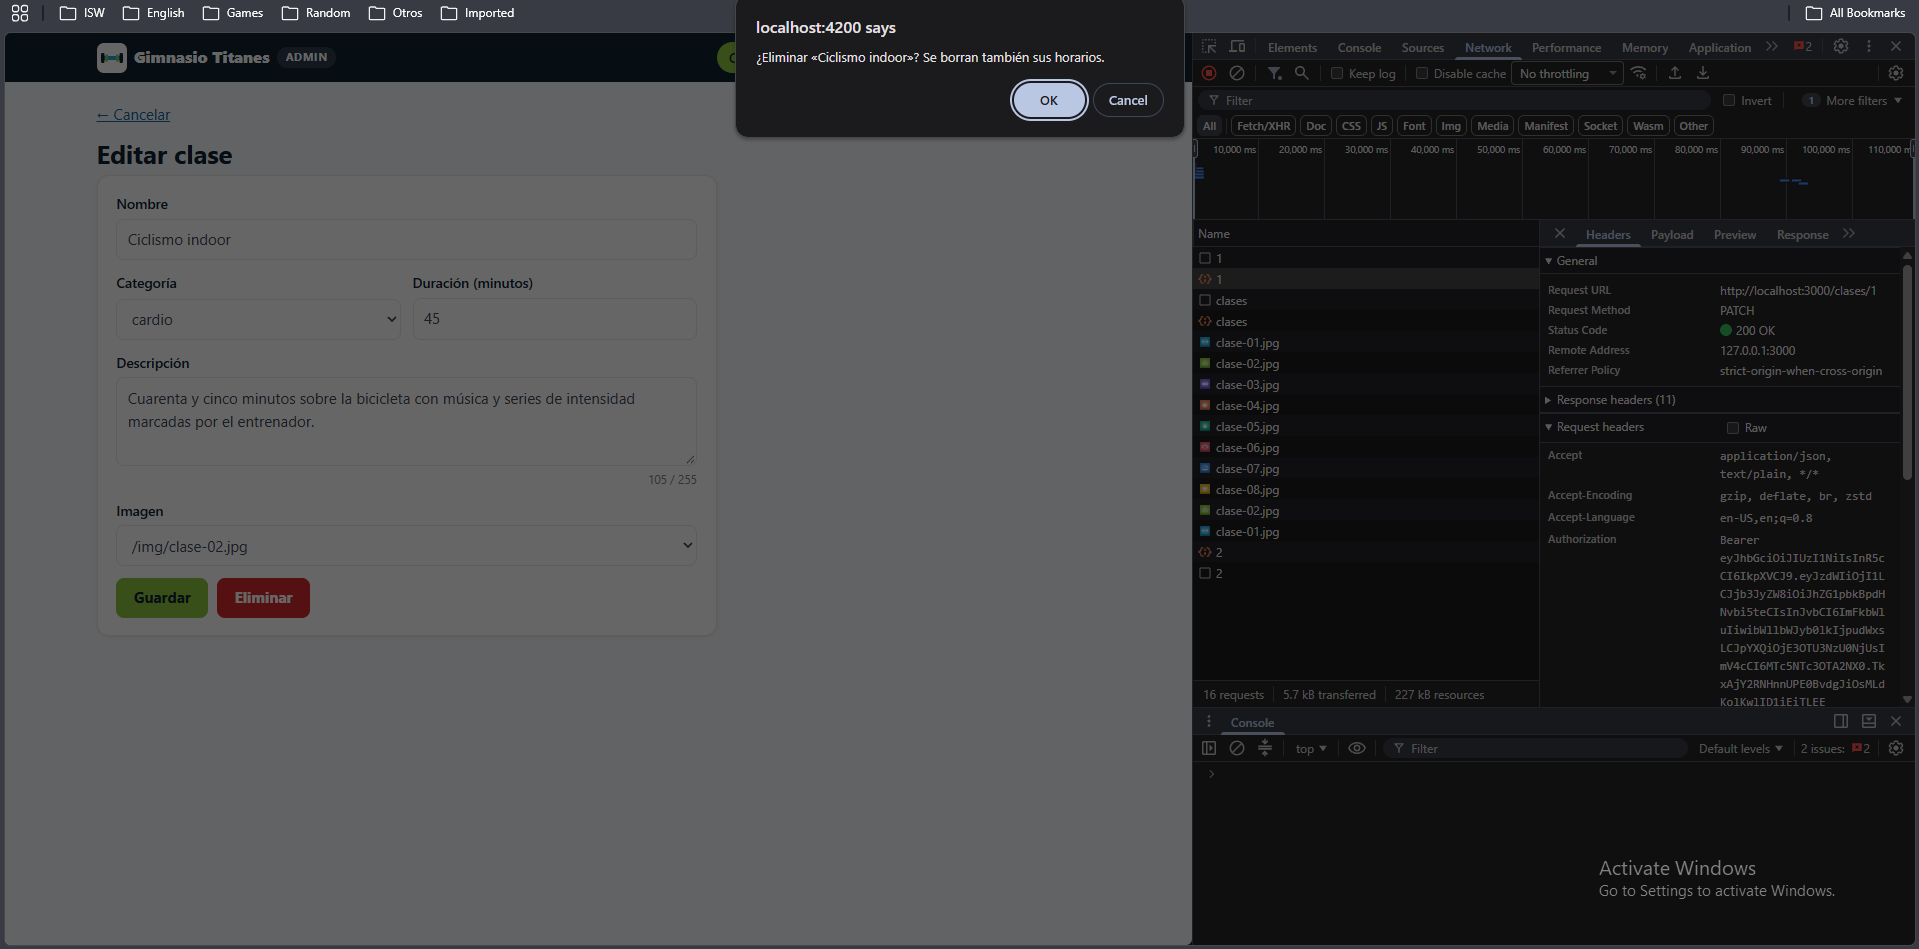 ISW English Games Random Otros Imported All Bookmarks
localhost:4200 says
¿Eliminar «Ciclismo indoor»? Se borran también sus horarios.
OK Cancel
Gimnasio Titanes ADMIN
← Cancelar
Editar clase
Nombre
Ciclismo indoor
Categoría Duración (minutos)
cardio 45
Descripción
Cuarenta y cinco minutos sobre la bicicleta con música y series de intensidad
marcadas por el entrenador.
105 / 255
Imagen
/img/clase-02.jpg
Guardar Eliminar
Elements Console Sources Network Performance Memory Application 2
Keep log Disable cache No throttling
Filter Invert 1 More filters
All Fetch/XHR Doc CSS JS Font Img Media Manifest Socket Wasm Other
10,000 ms 20,000 ms 30,000 ms 40,000 ms 50,000 ms 60,000 ms 70,000 ms 80,000 ms 90,000 ms 100,000 ms 110,000
Name
1
1
clases
clases
clase-01.jpg
clase-02.jpg
clase-03.jpg
clase-04.jpg
clase-05.jpg
clase-06.jpg
clase-07.jpg
clase-08.jpg
clase-02.jpg
clase-01.jpg
2
2
16 requests 5.7 kB transferred 227 kB resources
Headers Payload Preview Response
General
Request URL http://localhost:3000/clases/1
Request Method PATCH
Status Code 200 OK
Remote Address 127.0.0.1:3000
Referrer Policy strict-origin-when-cross-origin
Response headers (11)
Request headers Raw
Accept application/json,
text/plain, */*
Accept-Encoding gzip, deflate, br, zstd
Accept-Language en-US,en;q=0.8
Authorization Bearer
Console
top Filter Default levels 2 issues: 2
Activate Windows
Go to Settings to activate Windows.